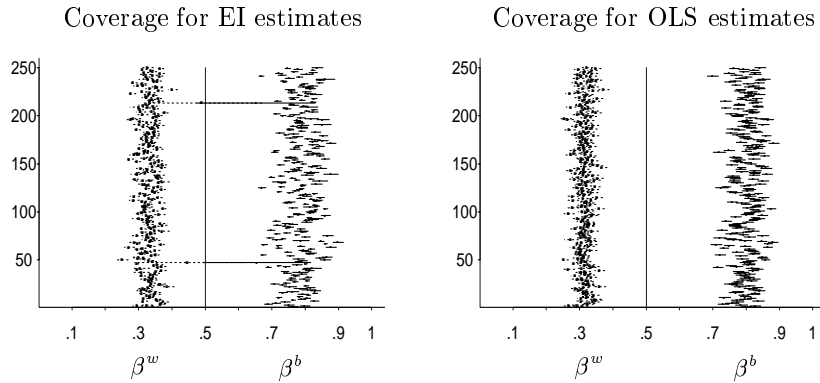 Coverage for EI estimates
250
200
150
100
50
.1 .3 .5 .7 .9 1
β^w β^b
Coverage for OLS estimates
250
200
150
100
50
.1 .3 .5 .7 .9 1
β^w β^b